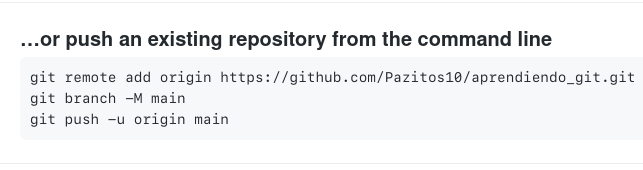 …or push an existing repository from the command line
git remote add origin https://github.com/Pazitos10/aprendiendo_git.git
git branch -M main
git push -u origin main